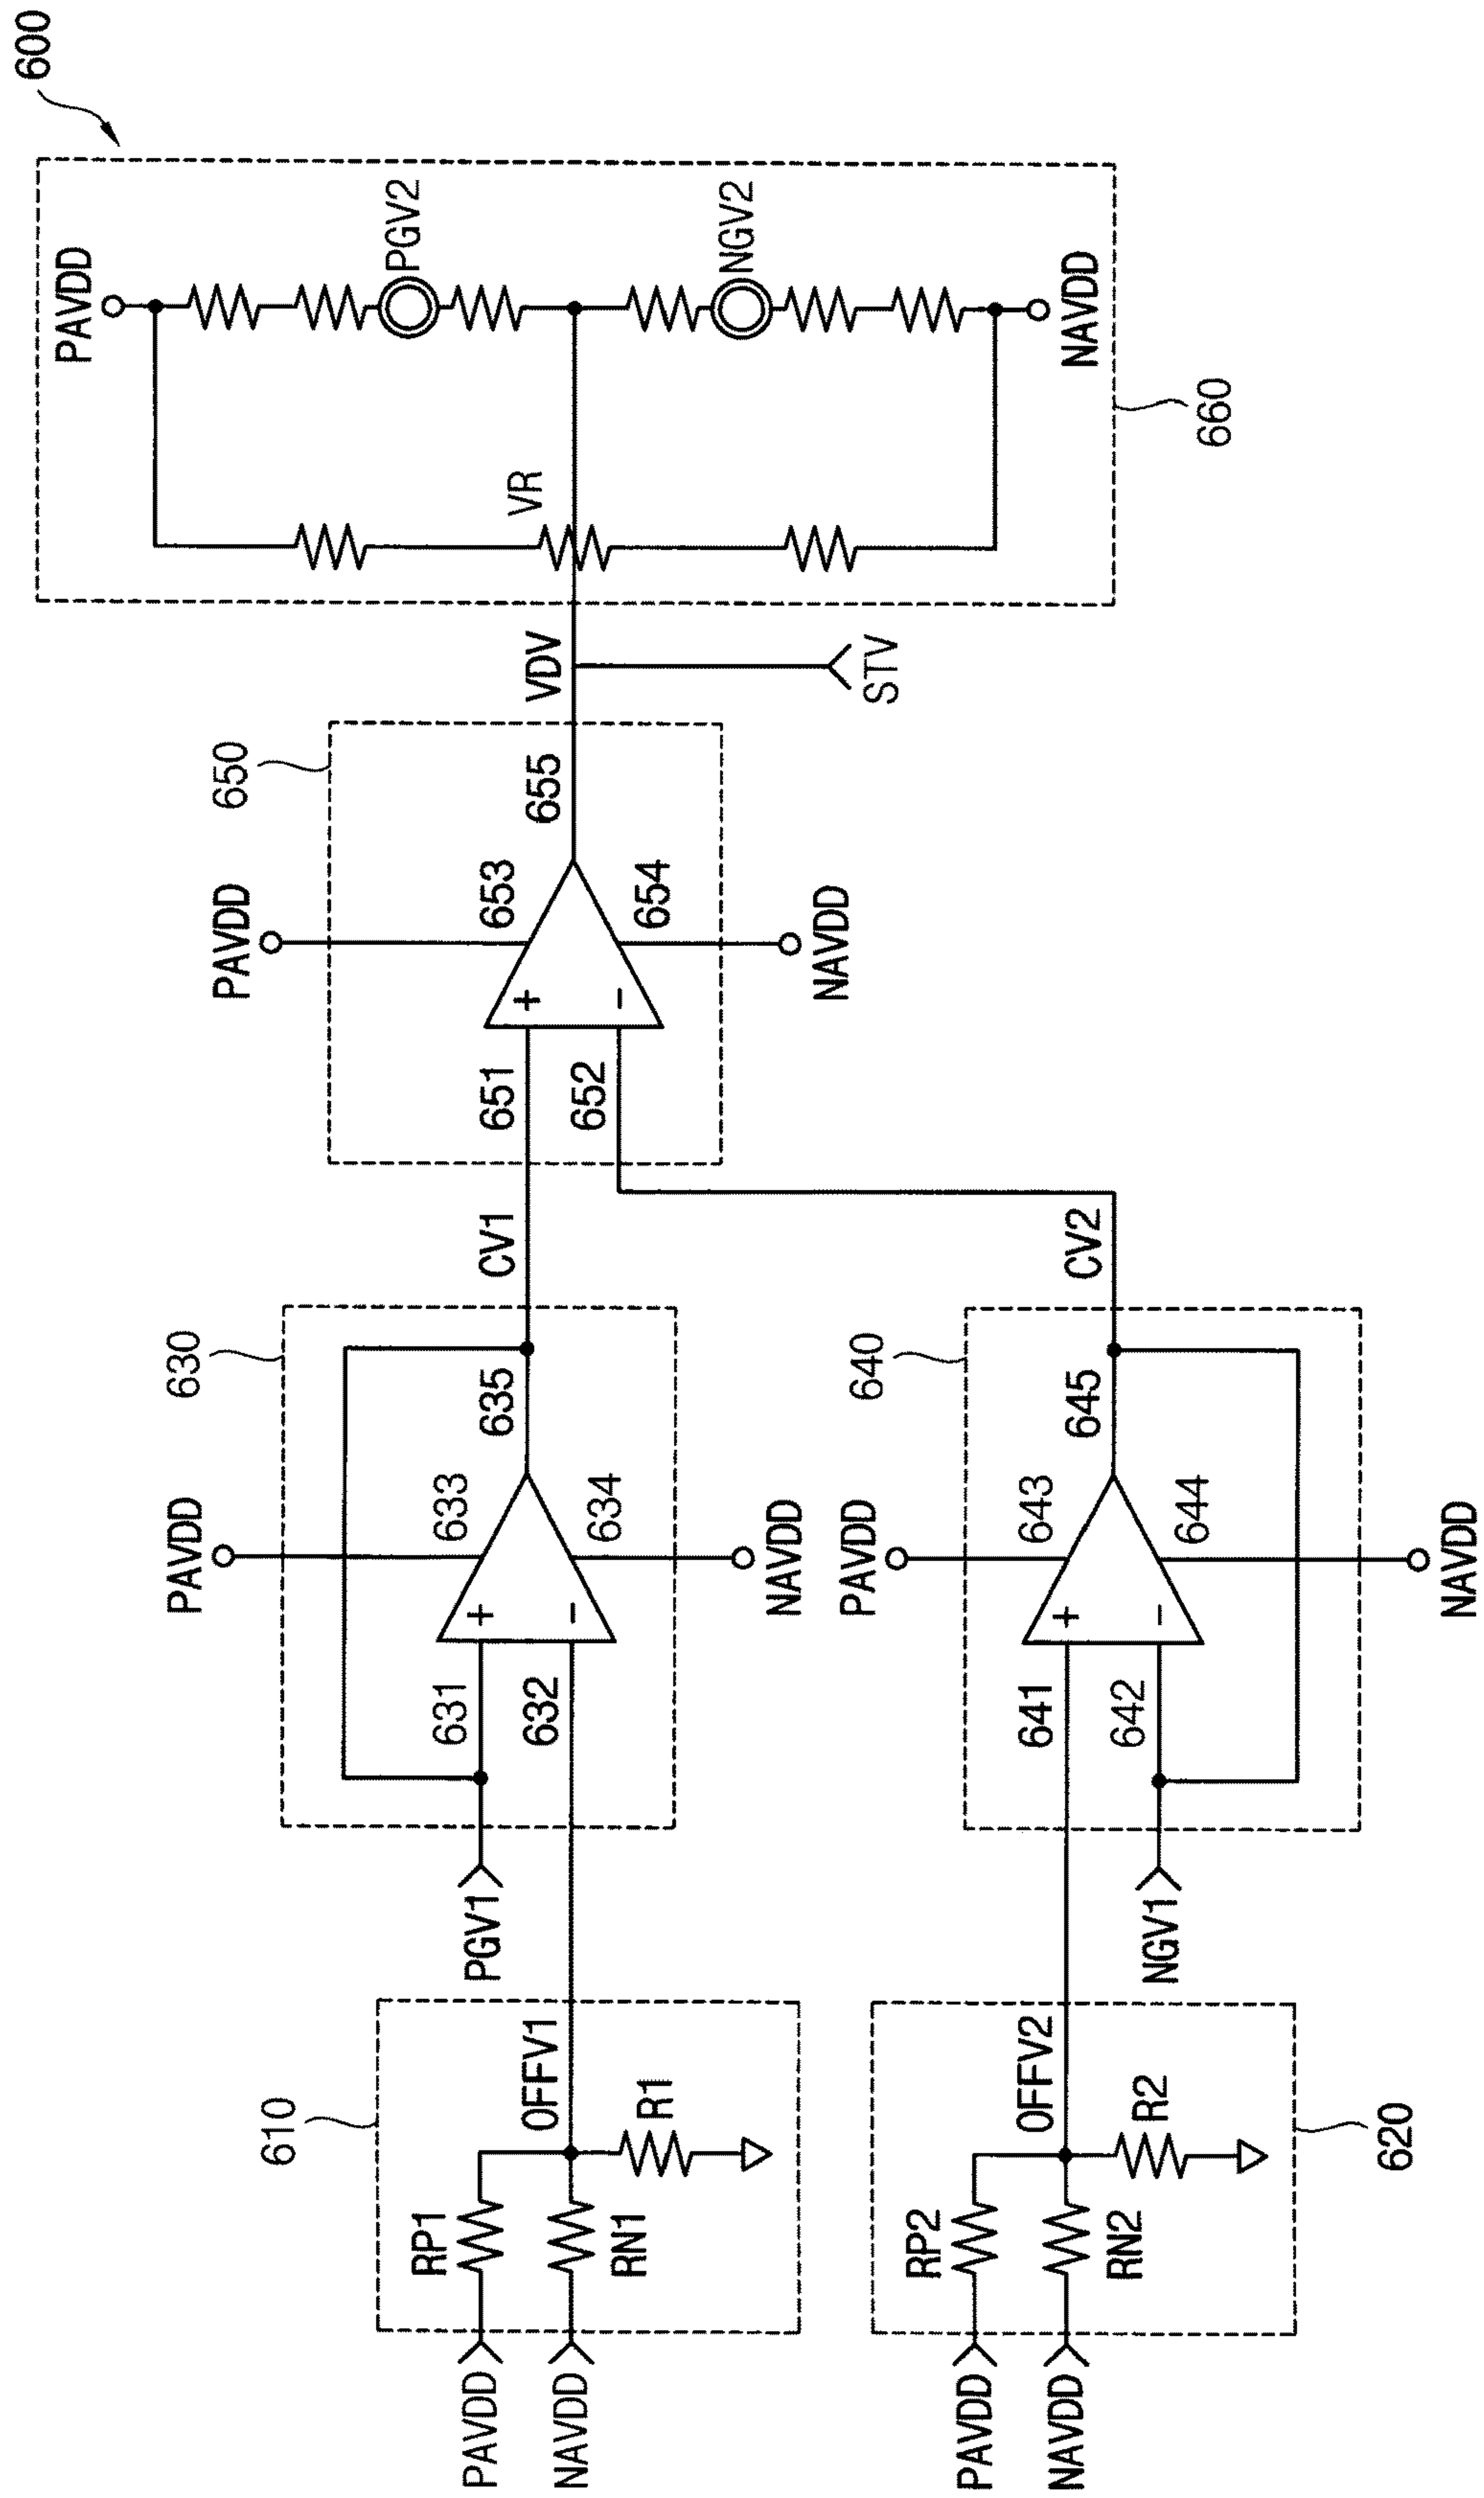 600
PAVDD
PGV2
NGV2
NAVDD
VR
660
VDV
STV
650
655
PAVDD
653
654
NAVDD
651
652
CV1
CV2
630
635
PAVDD
633
634
NAVDD
631
632
640
645
PAVDD
643
644
NAVDD
641
642
PGV1
NGV1
610
OFFV1
R1
RP1
RN1
PAVDD
NAVDD
OFFV2
R2
620
RP2
RN2
PAVDD
NAVDD
+
−
+
−
+
−